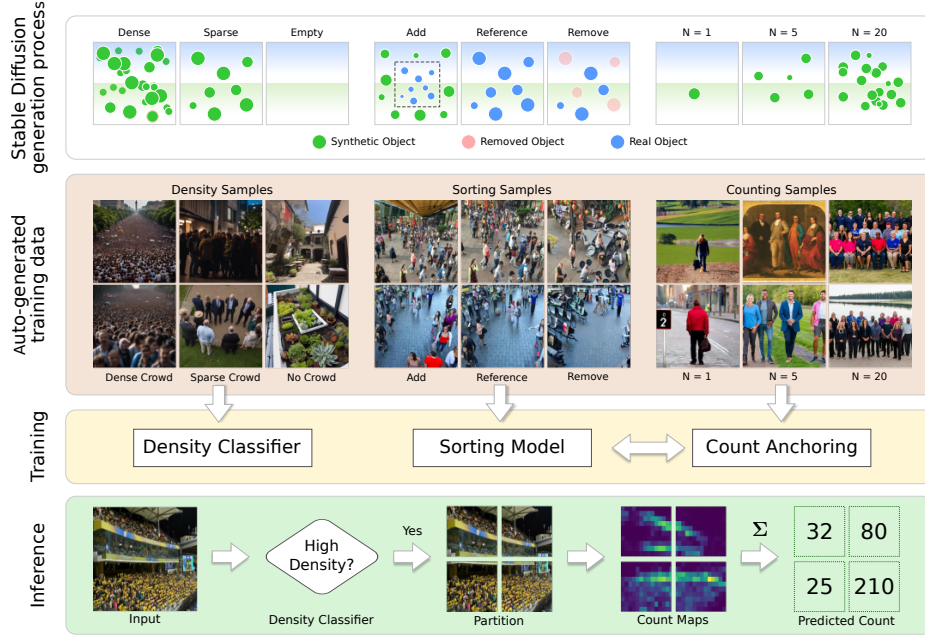 Stable Diffusion
generation process
Dense
Sparse
Empty
Add
Reference
Remove
N = 1
N = 5
N = 20
Synthetic Object
Removed Object
Real Object
Auto-generated
training data
Density Samples
Sorting Samples
Counting Samples
2
Dense Crowd
Sparse Crowd
No Crowd
Add
Reference
Remove
N = 1
N = 5
N = 20
Training
Density Classifier
Sorting Model
Count Anchoring
Inference
Input
High
Density?
Density Classifier
Yes
Partition
Count Maps
Σ
32
80
25
210
Predicted Count